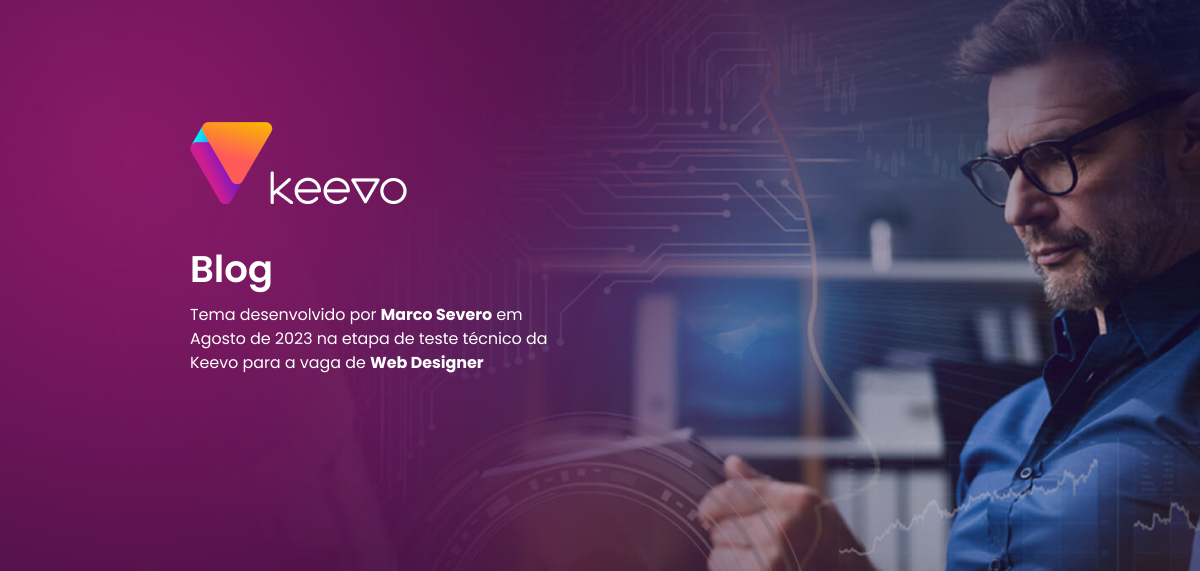 keevo
Blog
Tema desenvolvido por Marco Severo em
Agosto de 2023 na etapa de teste técnico da
Keevo para a vaga de Web Designer